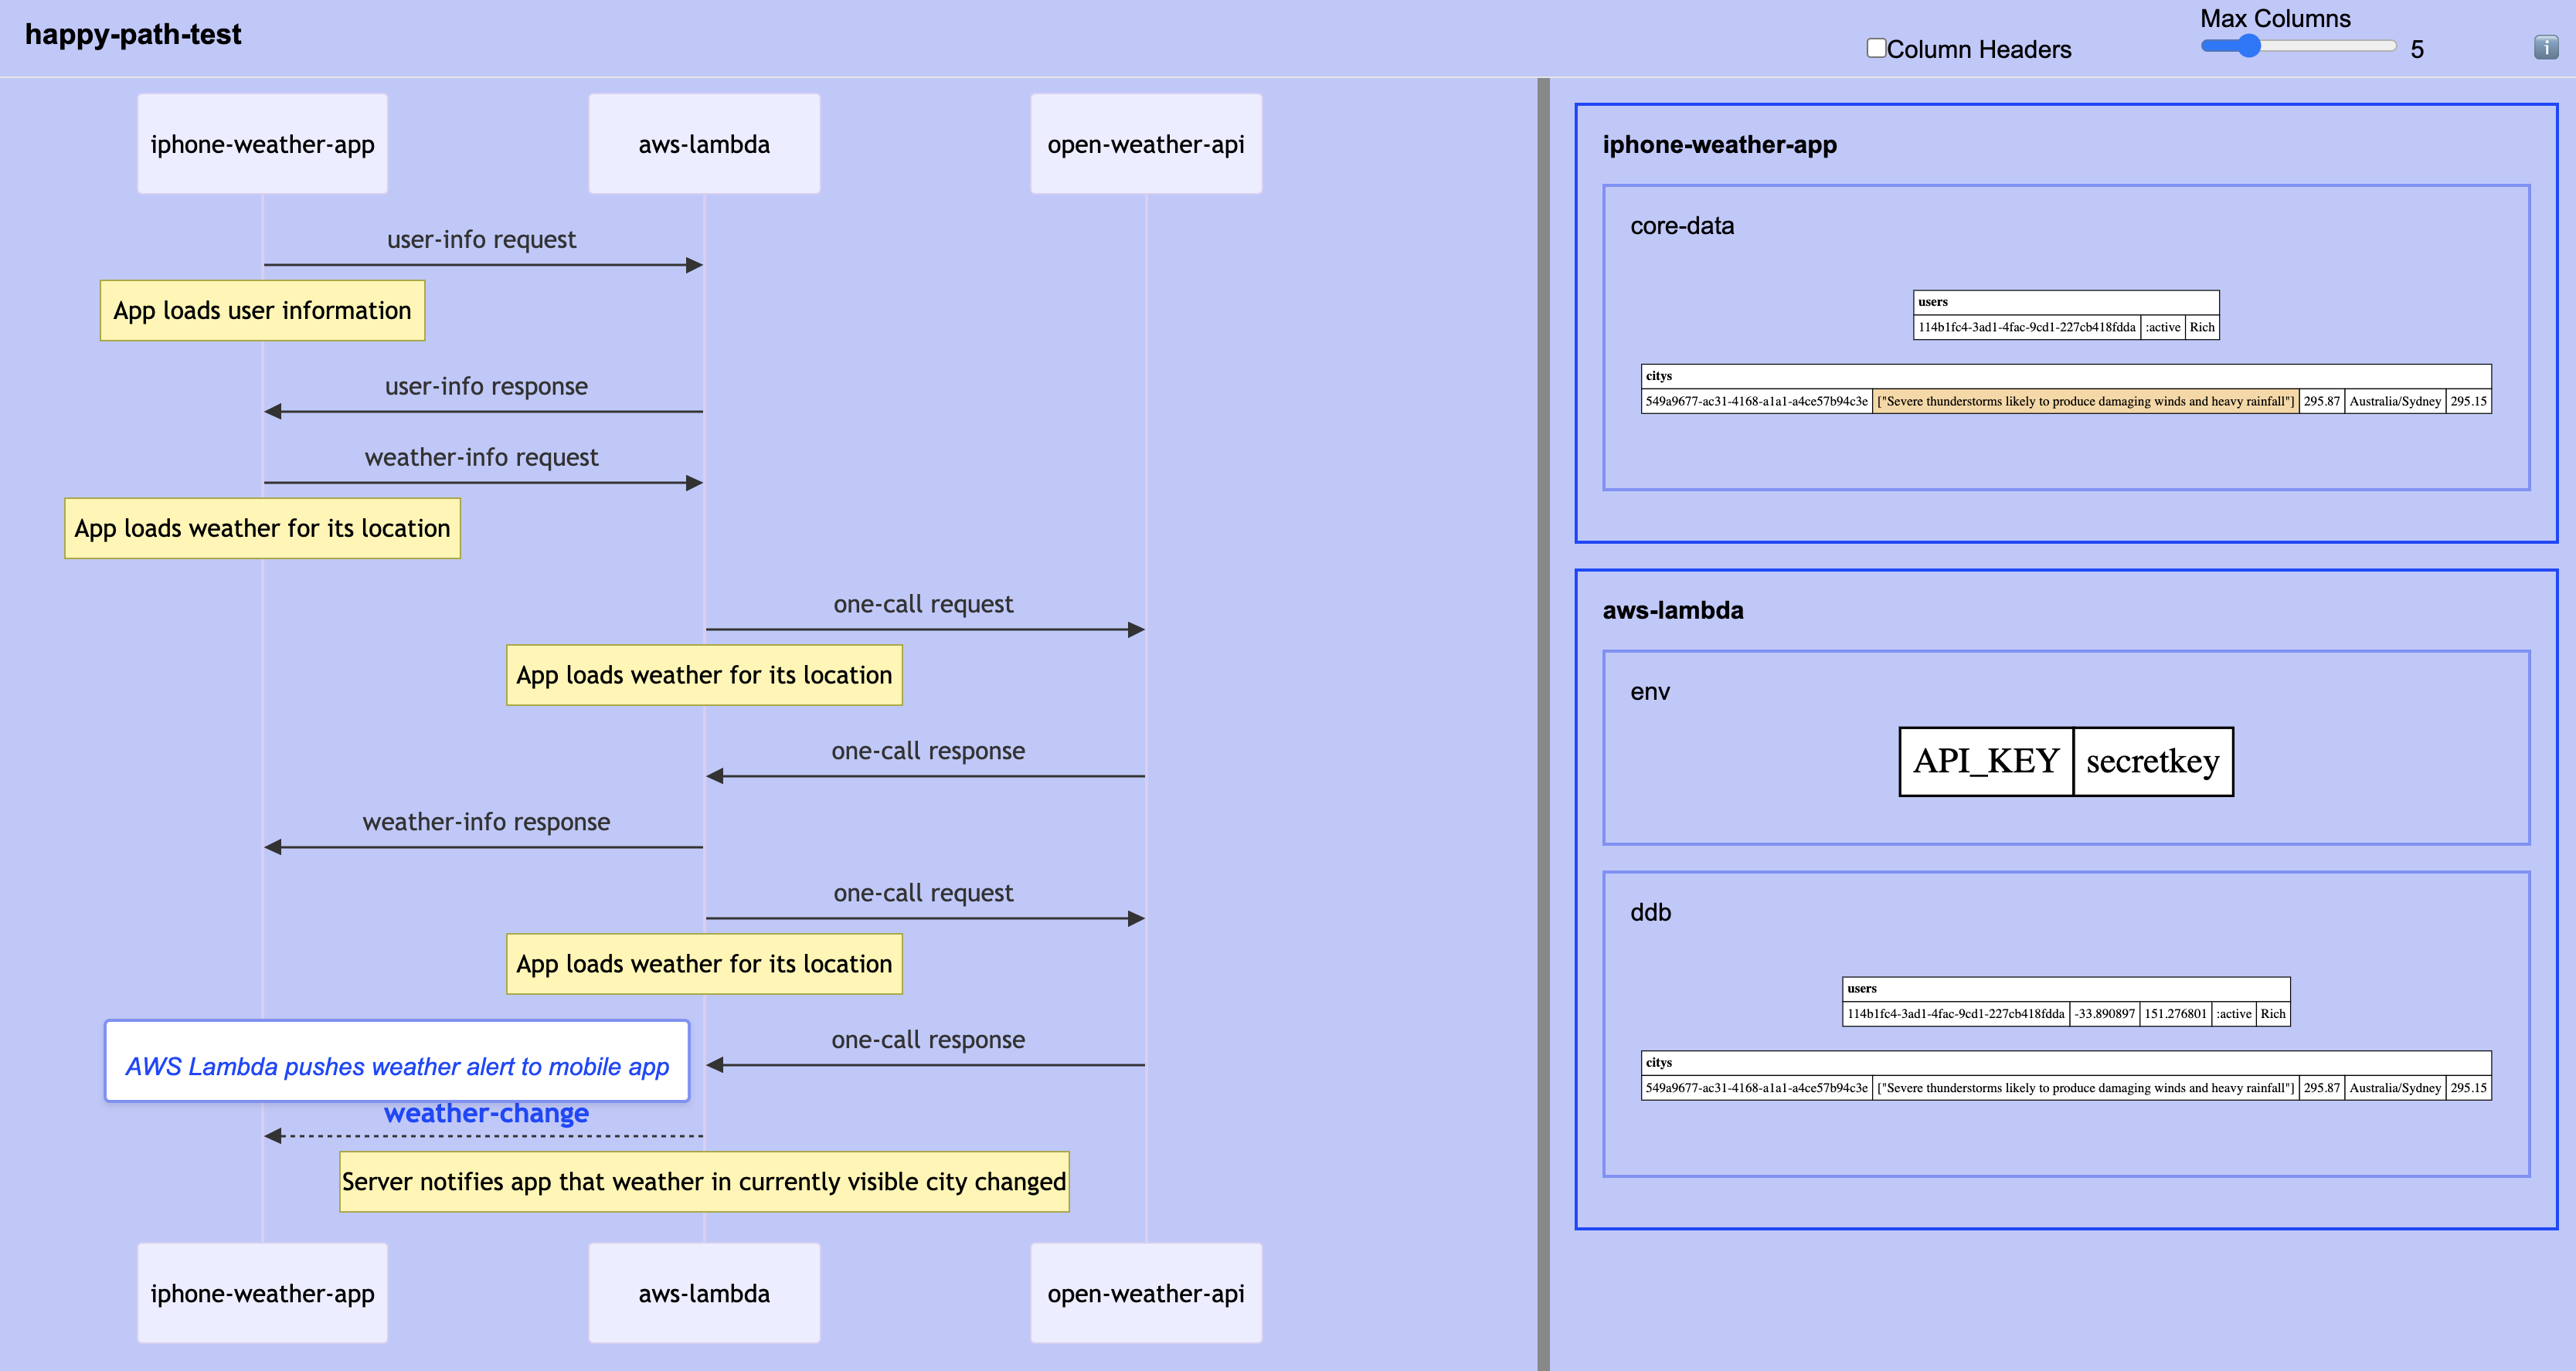 happy-path-test
Column Headers
Max Columns
5
i
iphone-weather-app
aws-lambda
open-weather-api
user-info request
App loads user information
user-info response
weather-info request
App loads weather for its location
one-call request
App loads weather for its location
one-call response
weather-info response
one-call request
App loads weather for its location
one-call response
AWS Lambda pushes weather alert to mobile app
weather-change
Server notifies app that weather in currently visible city changed
iphone-weather-app
aws-lambda
open-weather-api
iphone-weather-app
core-data
users
114b1fc4-3ad1-4fac-9cd1-227cb418fdda :active Rich
citys
549a9677-ac31-4168-a1a1-a4ce57b94c3e ["Severe thunderstorms likely to produce damaging winds and heavy rainfall"] 295.87 Australia/Sydney 295.15
aws-lambda
env
API_KEY secretkey
ddb
users
114b1fc4-3ad1-4fac-9cd1-227cb418fdda -33.890897 151.276801 :active Rich
citys
549a9677-ac31-4168-a1a1-a4ce57b94c3e ["Severe thunderstorms likely to produce damaging winds and heavy rainfall"] 295.87 Australia/Sydney 295.15